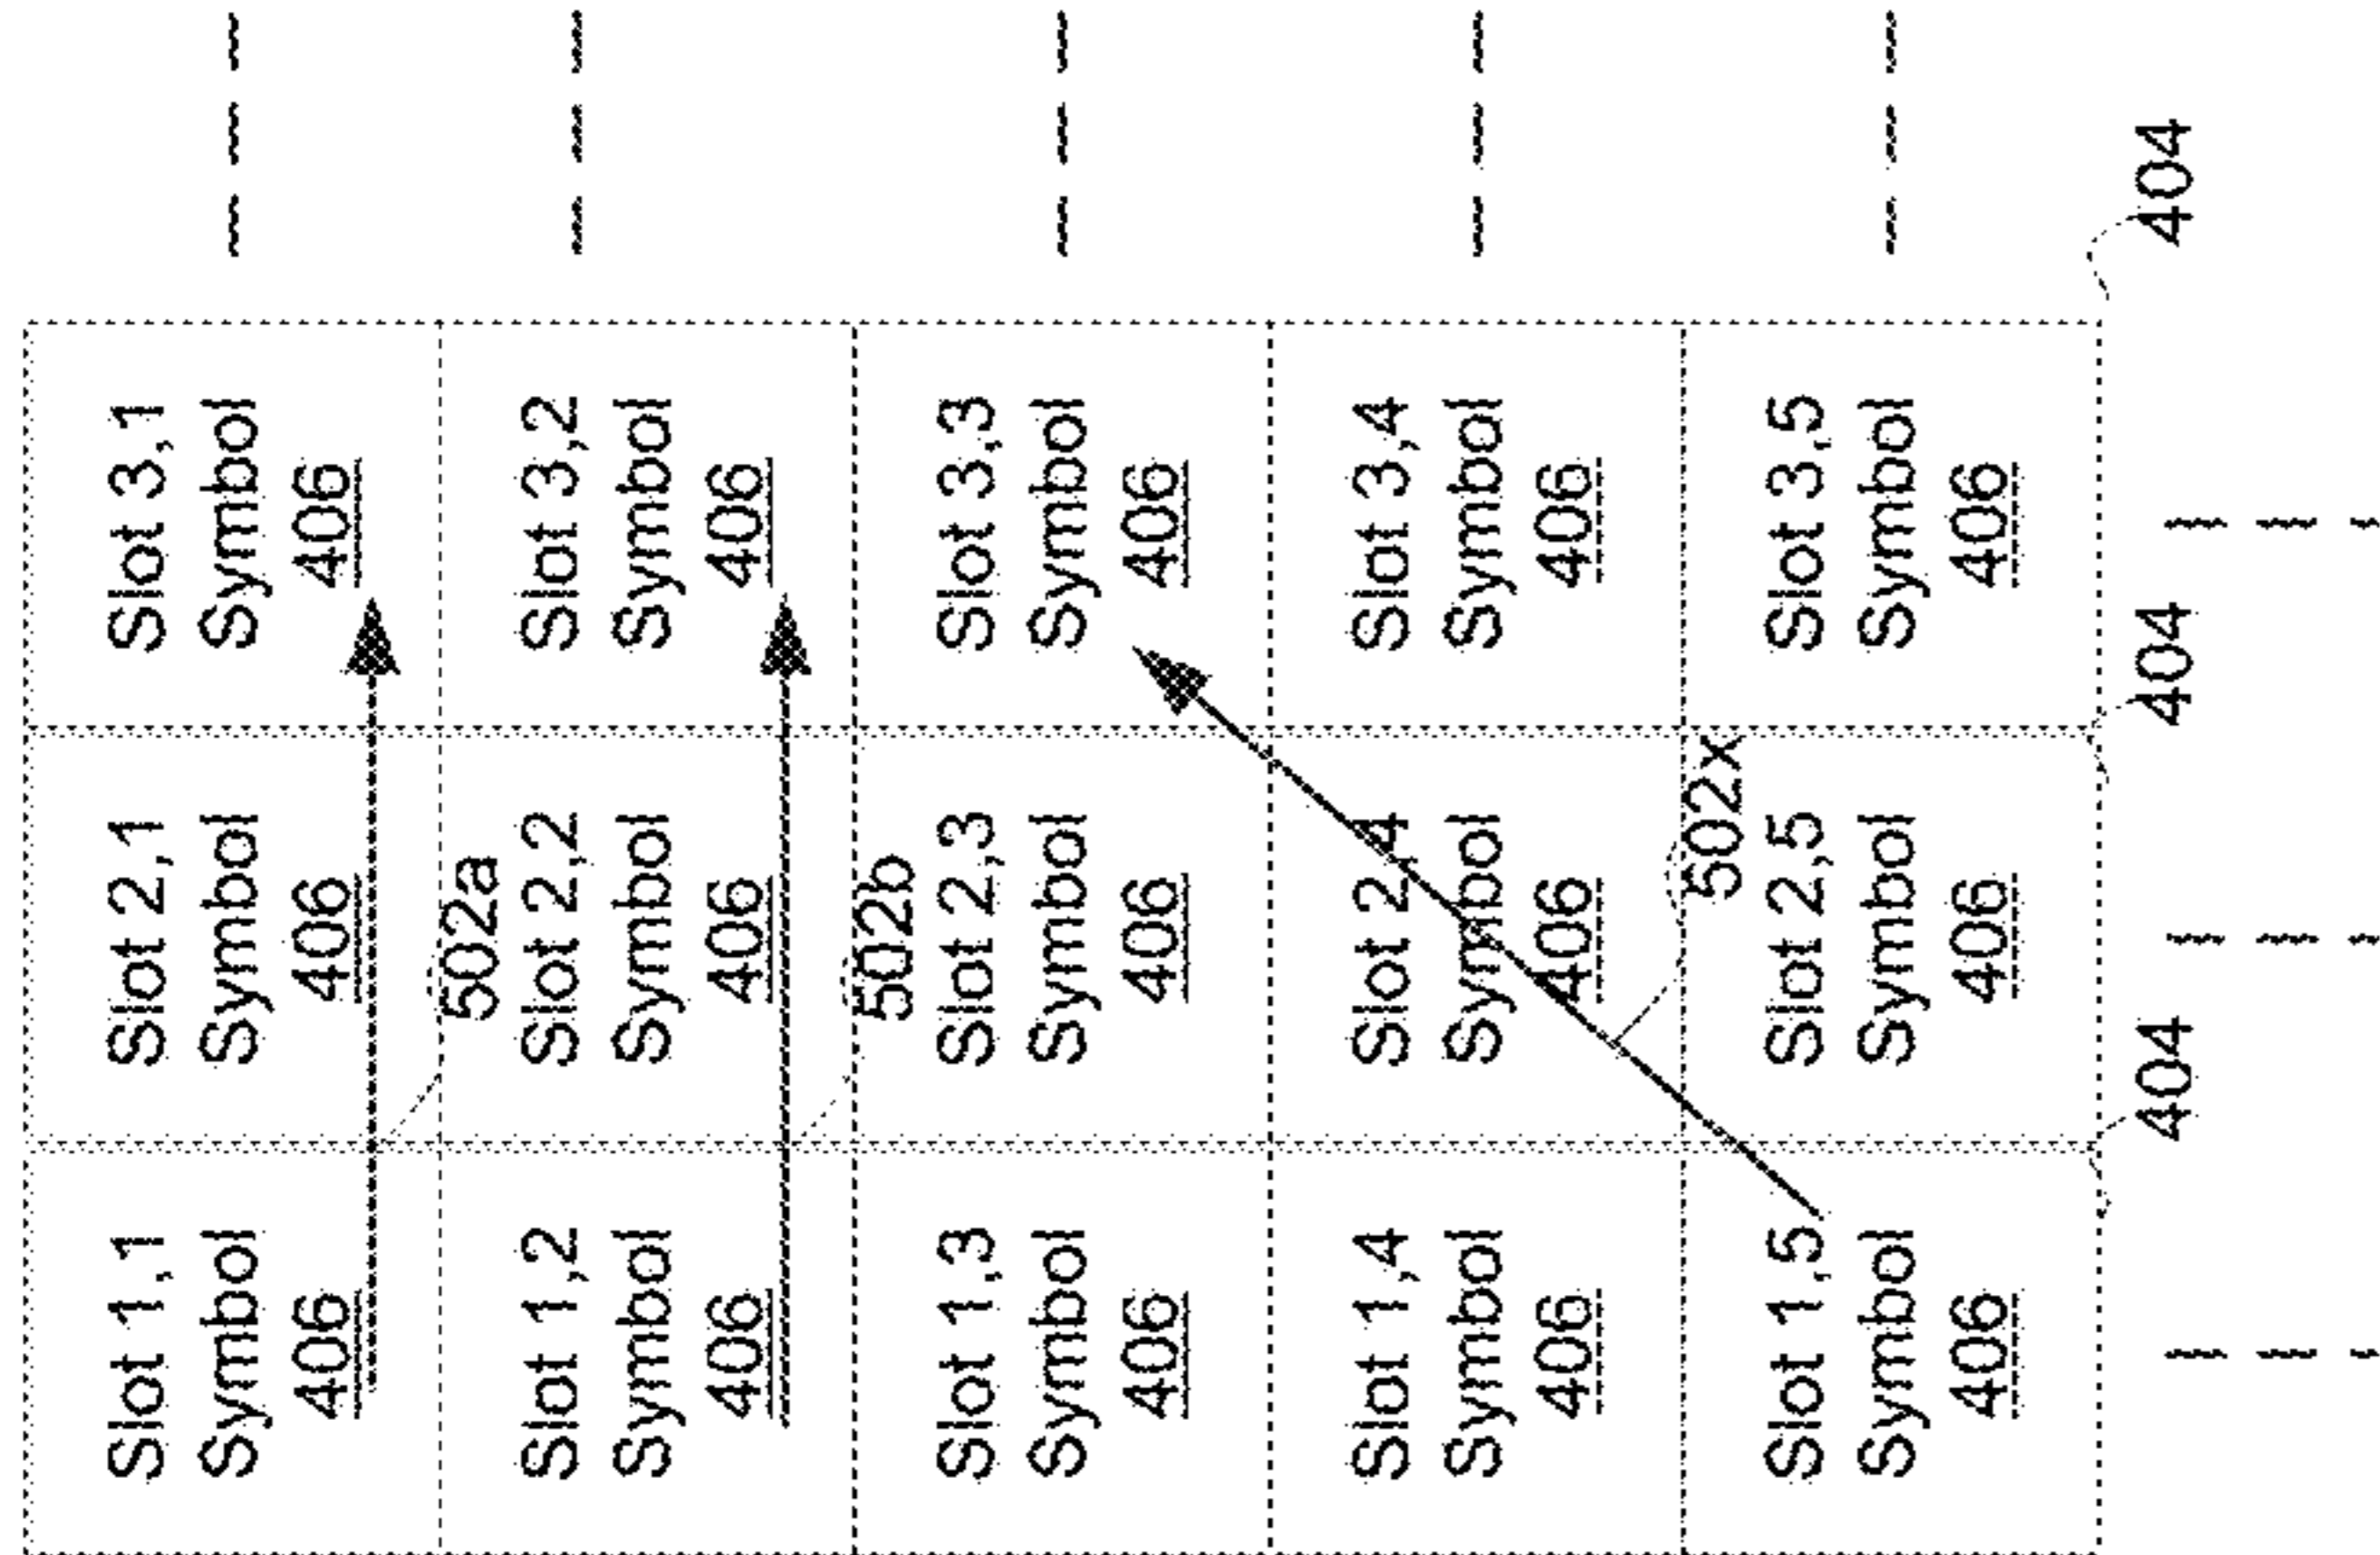 Slot 1,1
Symbol
406
Slot 2,1
Symbol
406
Slot 3,1
Symbol
406
502a
Slot 1,2
Symbol
406
Slot 2,2
Symbol
406
Slot 3,2
Symbol
406
502b
Slot 1,3
Symbol
406
Slot 2,3
Symbol
406
Slot 3,3
Symbol
406
Slot 1,4
Symbol
406
Slot 2,4
Symbol
406
Slot 3,4
Symbol
406
502x
Slot 1,5
Symbol
406
Slot 2,5
Symbol
406
Slot 3,5
Symbol
406
404
404
404